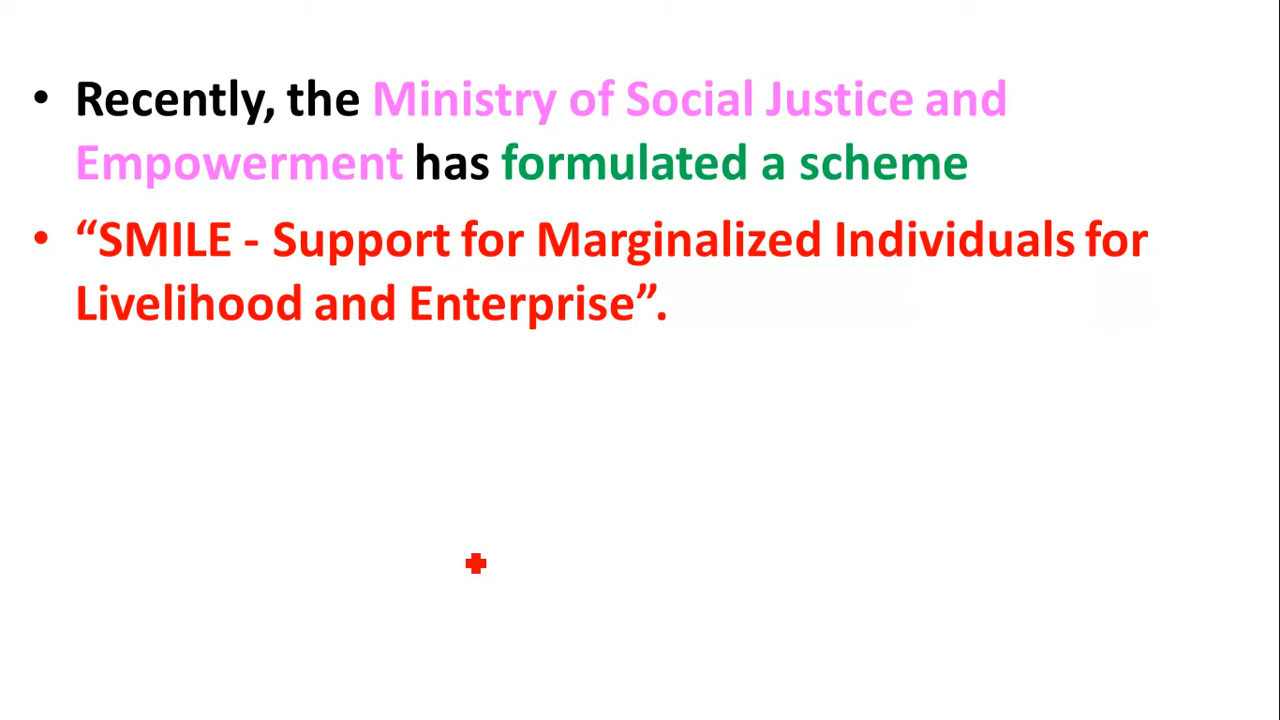 • Recently, the Ministry of Social Justice and
Empowerment has formulated a scheme
• “SMILE - Support for Marginalized Individuals for
Livelihood and Enterprise”.